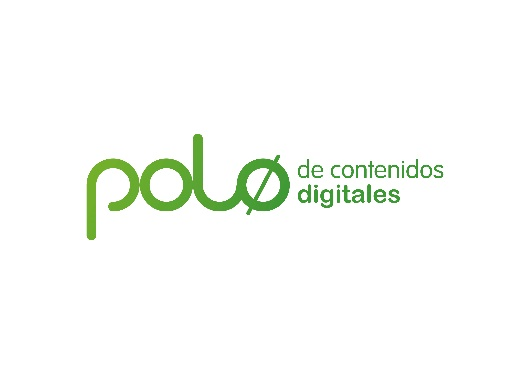 polø
de contenidos
digitales